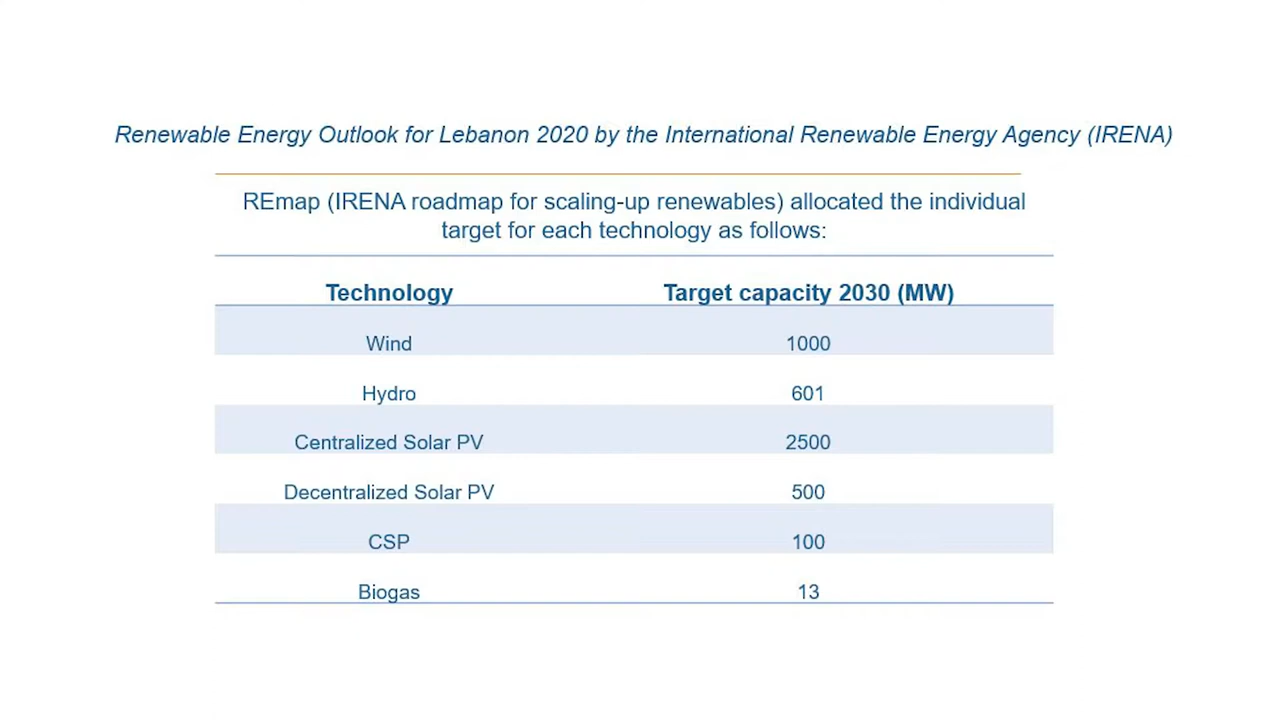 Renewable Energy Outlook for Lebanon 2020 by the International Renewable Energy Agency (IRENA)
REmap (IRENA roadmap for scaling-up renewables) allocated the individual
target for each technology as follows:
Technology Target capacity 2030 (MW)
Wind 1000
Hydro 601
Centralized Solar PV 2500
Decentralized Solar PV 500
CSP 100
Biogas 13